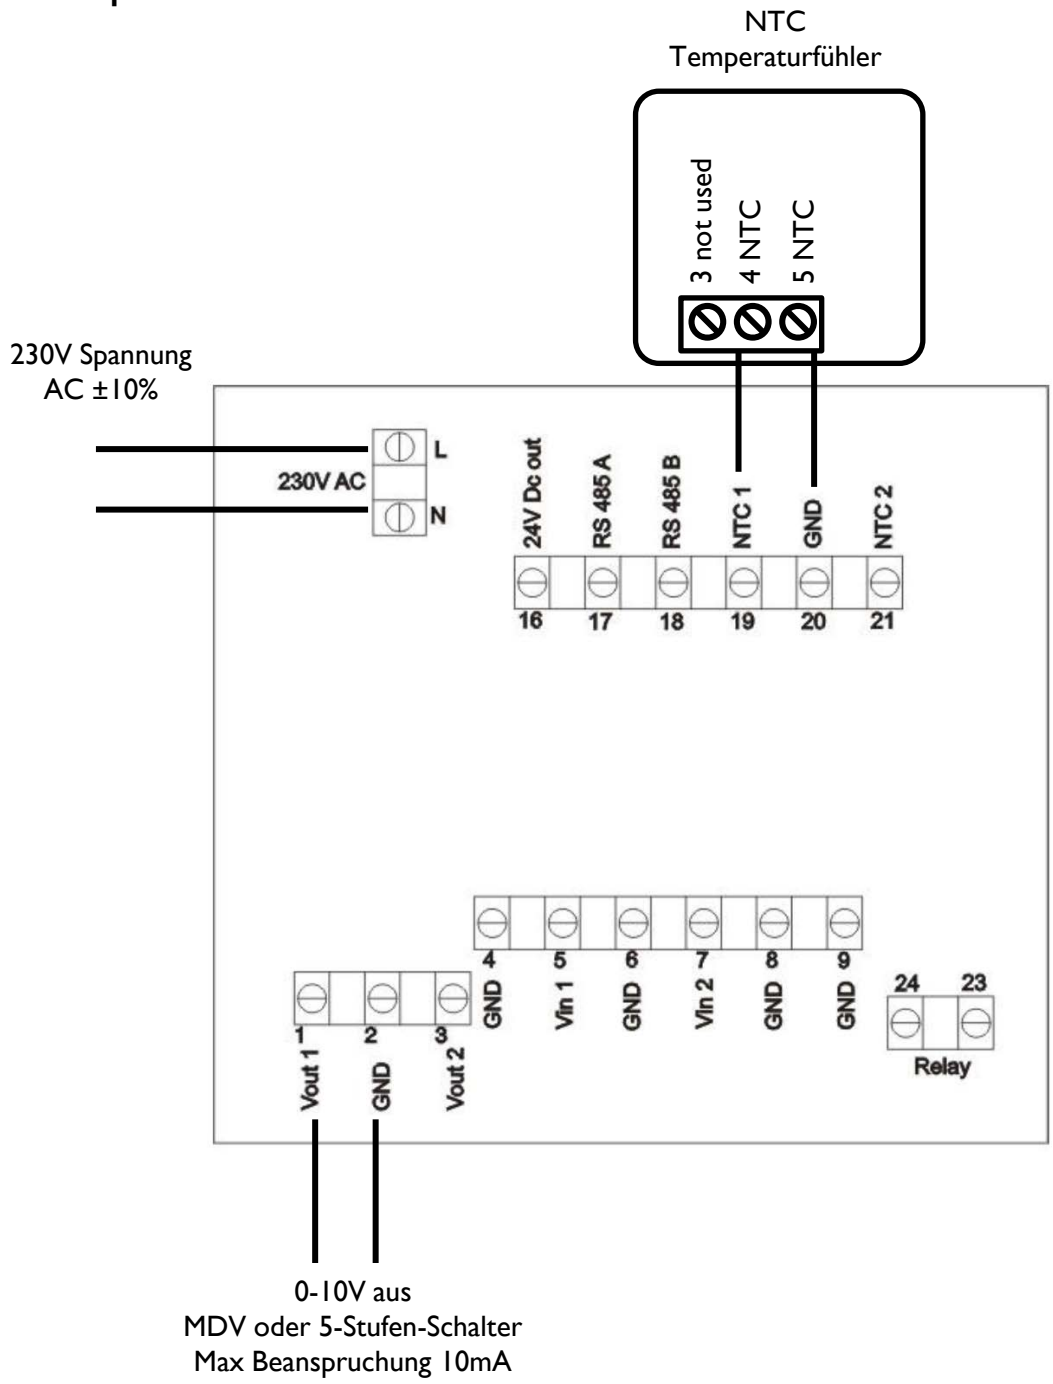 NTC
Temperaturfühler
3 not used
4 NTC
5 NTC
230V Spannung
AC ±10%
L
230V AC
N
24V Dc out
RS 485 A
RS 485 B
NTC 1
GND
NTC 2
16 17 18 19 20 21
4 5 6 7 8 9
GND
Vin 1
GND
Vin 2
GND
GND
24 23
Relay
1 2 3
Vout 1
GND
Vout 2
0-10V aus
MDV oder 5-Stufen-Schalter
Max Beanspruchung 10mA